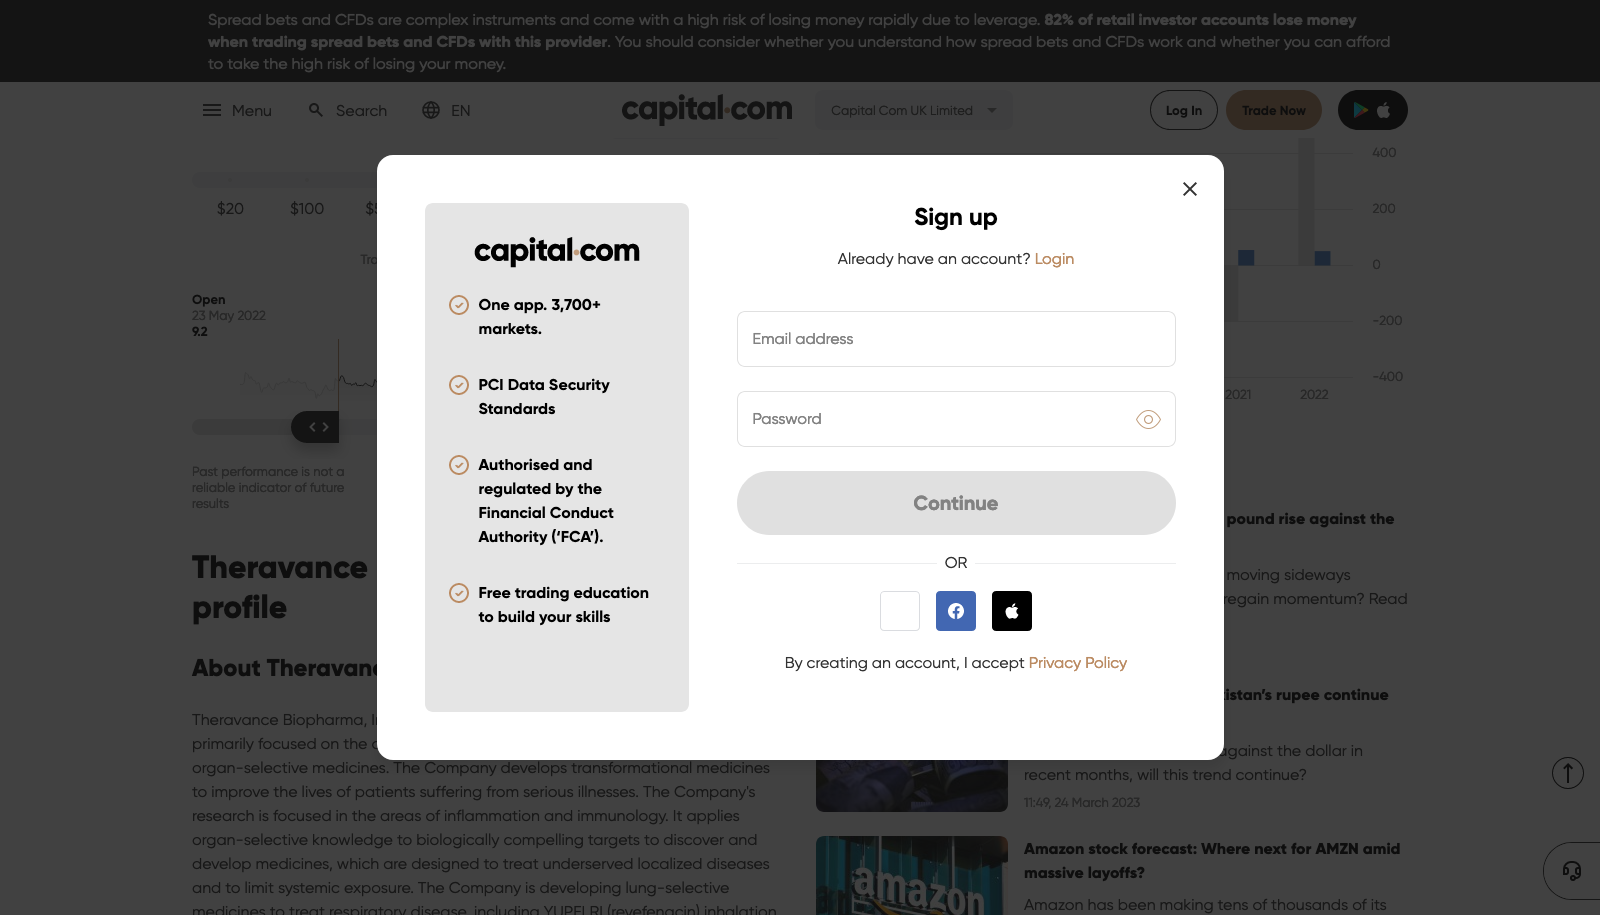 Spread bets and CFDs are complex instruments and come with a high risk of losing money rapidly due to leverage. 82% of retail investor accounts lose money
when trading spread bets and CFDs with this provider. You should consider whether you understand how spread bets and CFDs work and whether you can afford
to take the high risk of losing your money.
Menu
Search
EN
capital.com
Capital Com UK Limited
Log In
Trade Now
$20
$100
Open
23 May 2022
9.2
Past performance is not a
reliable indicator of future
results
Theravance
profile
About Theravance
Theravance Biopharma,
primarily focused on the
organ-selective medicines. The Company develops transformational medicines
to improve the lives of patients suffering from serious illnesses. The Company's
research is focused in the areas of inflammation and immunology. It applies
organ-selective knowledge to biologically compelling targets to discover and
develop medicines, which are designed to treat underserved localized diseases
and to limit systemic exposure. The Company is developing lung-selective
medicines to treat respiratory disease, including YUPELRI (revefenacin) inhalation
capital.com
One app. 3,700+
markets.
PCI Data Security
Standards
Authorised and
regulated by the
Financial Conduct
Authority (‘FCA’).
Free trading education
to build your skills
Sign up
Already have an account? Login
Email address
Password
Continue
OR
By creating an account, I accept Privacy Policy
400
200
0
-200
-400
2021
2022
pound rise against the
moving sideways
regain momentum? Read
rupee continue
against the dollar in
recent months, will this trend continue?
11:49, 24 March 2023
amazon
Amazon stock forecast: Where next for AMZN amid
massive layoffs?
Amazon has been making tens of thousands of its